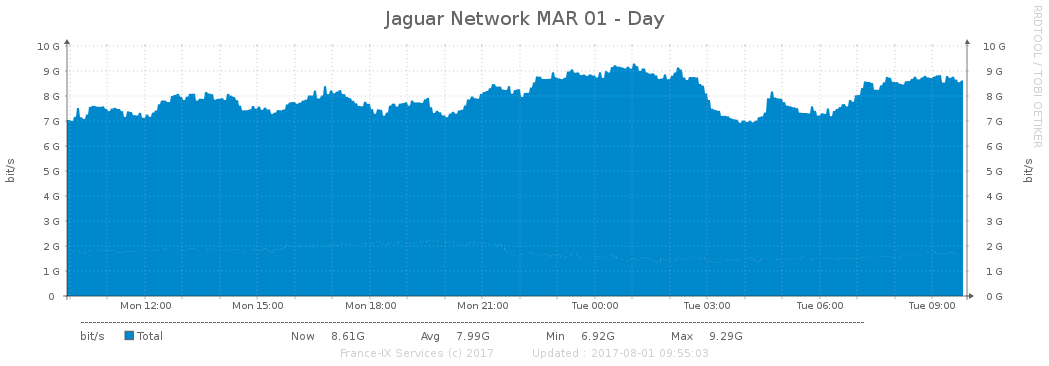 Jaguar Network MAR 01 - Day
RRDTOOL / TOBI OETIKER
10 G 10 G
9 G 9 G
8 G 8 G
7 G 7 G
6 G 6 G
5 G 5 G
4 G 4 G
3 G 3 G
2 G 2 G
1 G 1 G
0 0 G
bit/s
bit/s
Mon 12:00 Mon 15:00 Mon 18:00 Mon 21:00 Tue 00:00 Tue 03:00 Tue 06:00 Tue 09:00
bit/s Total Now 8.61G Avg 7.99G Min 6.92G Max 9.29G
France-IX Services (c) 2017 Updated : 2017-08-01 09:55:03